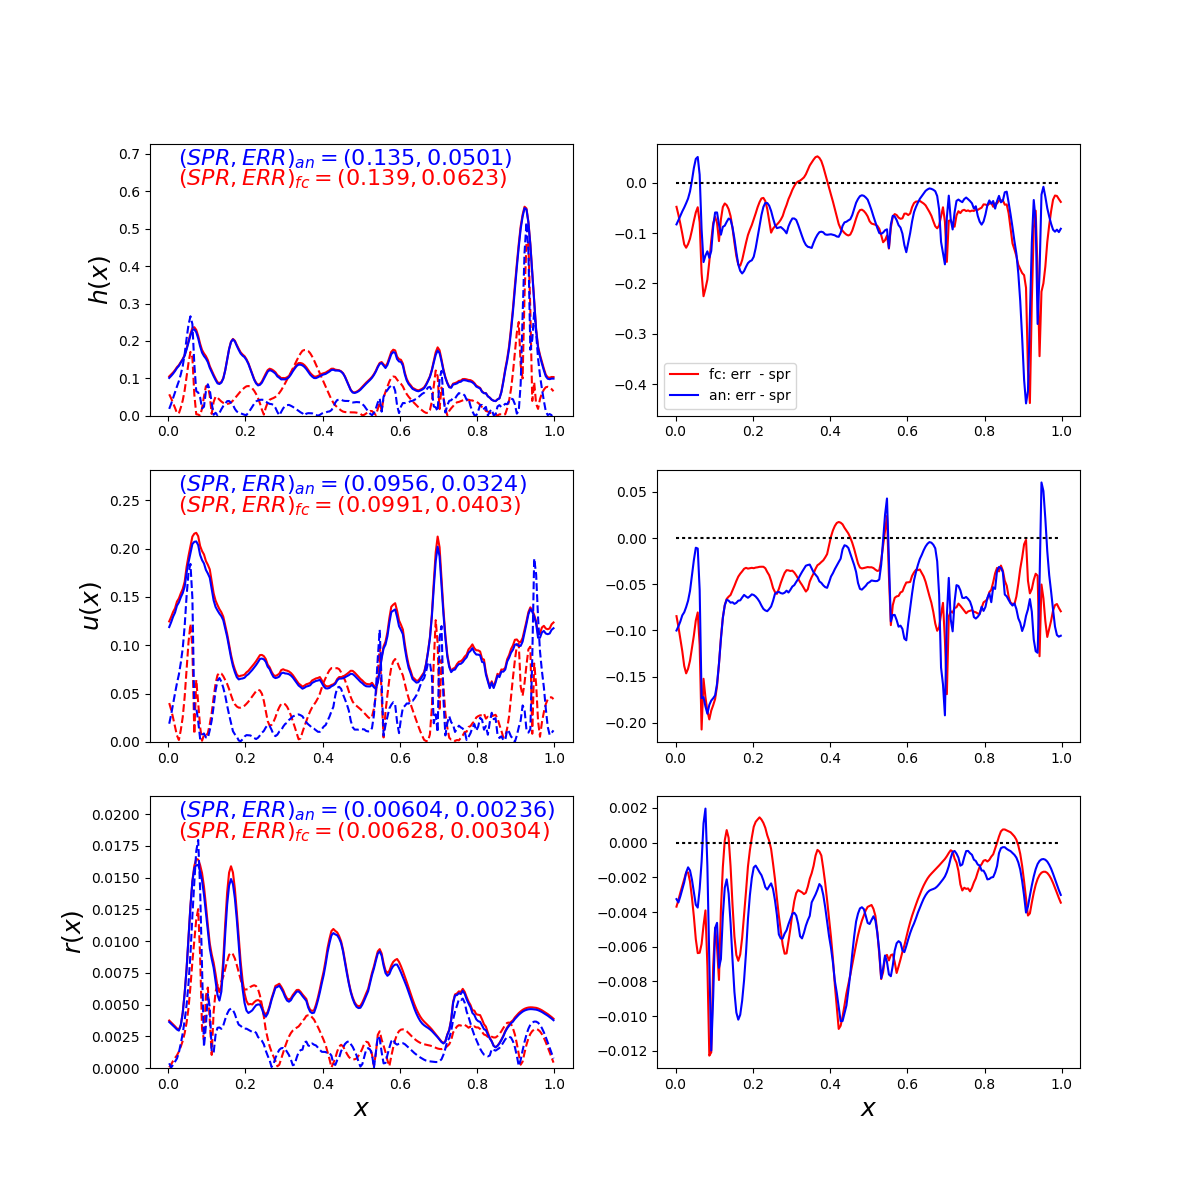 (SPR, ERR)an = (0.135, 0.0501)
(SPR, ERR)fc = (0.139, 0.0623)
h(x)
0.7
0.6
0.5
0.4
0.3
0.2
0.1
0.0
0.0 0.2 0.4 0.6 0.8 1.0
0.0
−0.1
−0.2
−0.3
−0.4
fc: err - spr
an: err - spr
0.0 0.2 0.4 0.6 0.8 1.0
(SPR, ERR)an = (0.0956, 0.0324)
(SPR, ERR)fc = (0.0991, 0.0403)
u(x)
0.25
0.20
0.15
0.10
0.05
0.00
0.0 0.2 0.4 0.6 0.8 1.0
0.05
0.00
−0.05
−0.10
−0.15
−0.20
0.0 0.2 0.4 0.6 0.8 1.0
(SPR, ERR)an = (0.00604, 0.00236)
(SPR, ERR)fc = (0.00628, 0.00304)
r(x)
0.0200
0.0175
0.0150
0.0125
0.0100
0.0075
0.0050
0.0025
0.0000
0.0 0.2 0.4 0.6 0.8 1.0
x
0.002
0.000
−0.002
−0.004
−0.006
−0.008
−0.010
−0.012
0.0 0.2 0.4 0.6 0.8 1.0
x